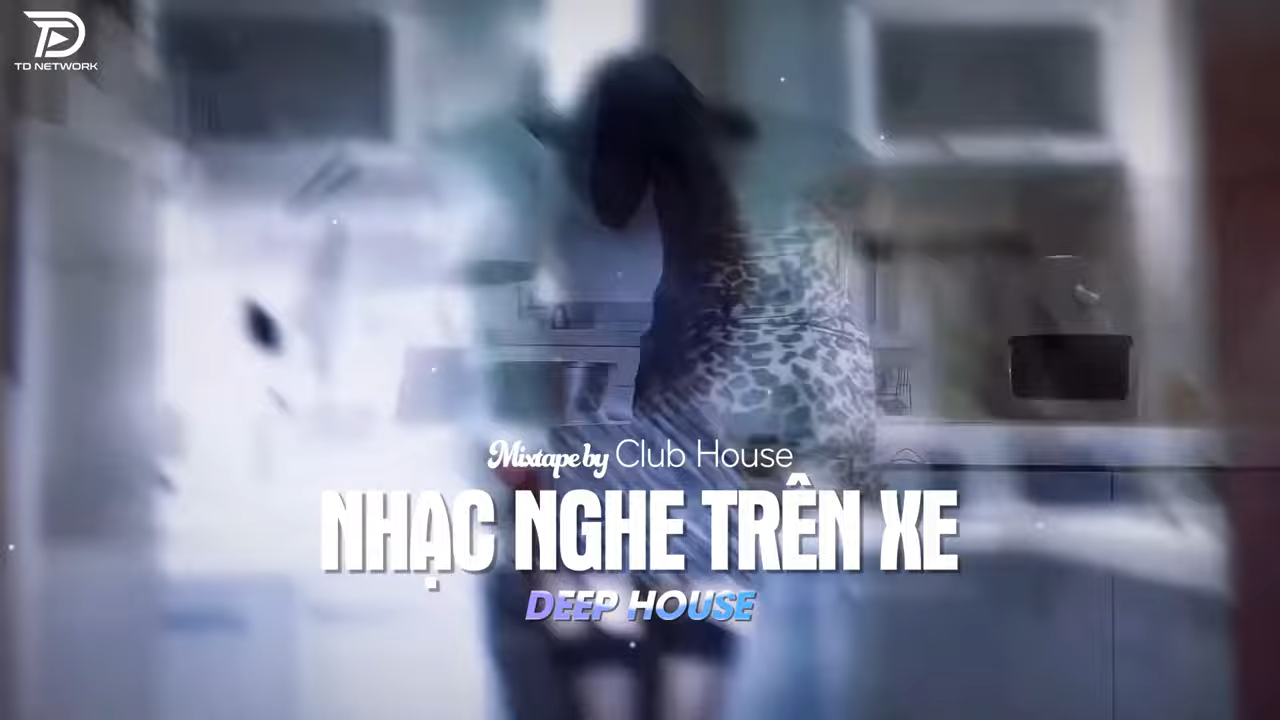 TD NETWORK
Mixtape by Club House
NHẠC NGHE TRÊN XE
DEEP HOUSE